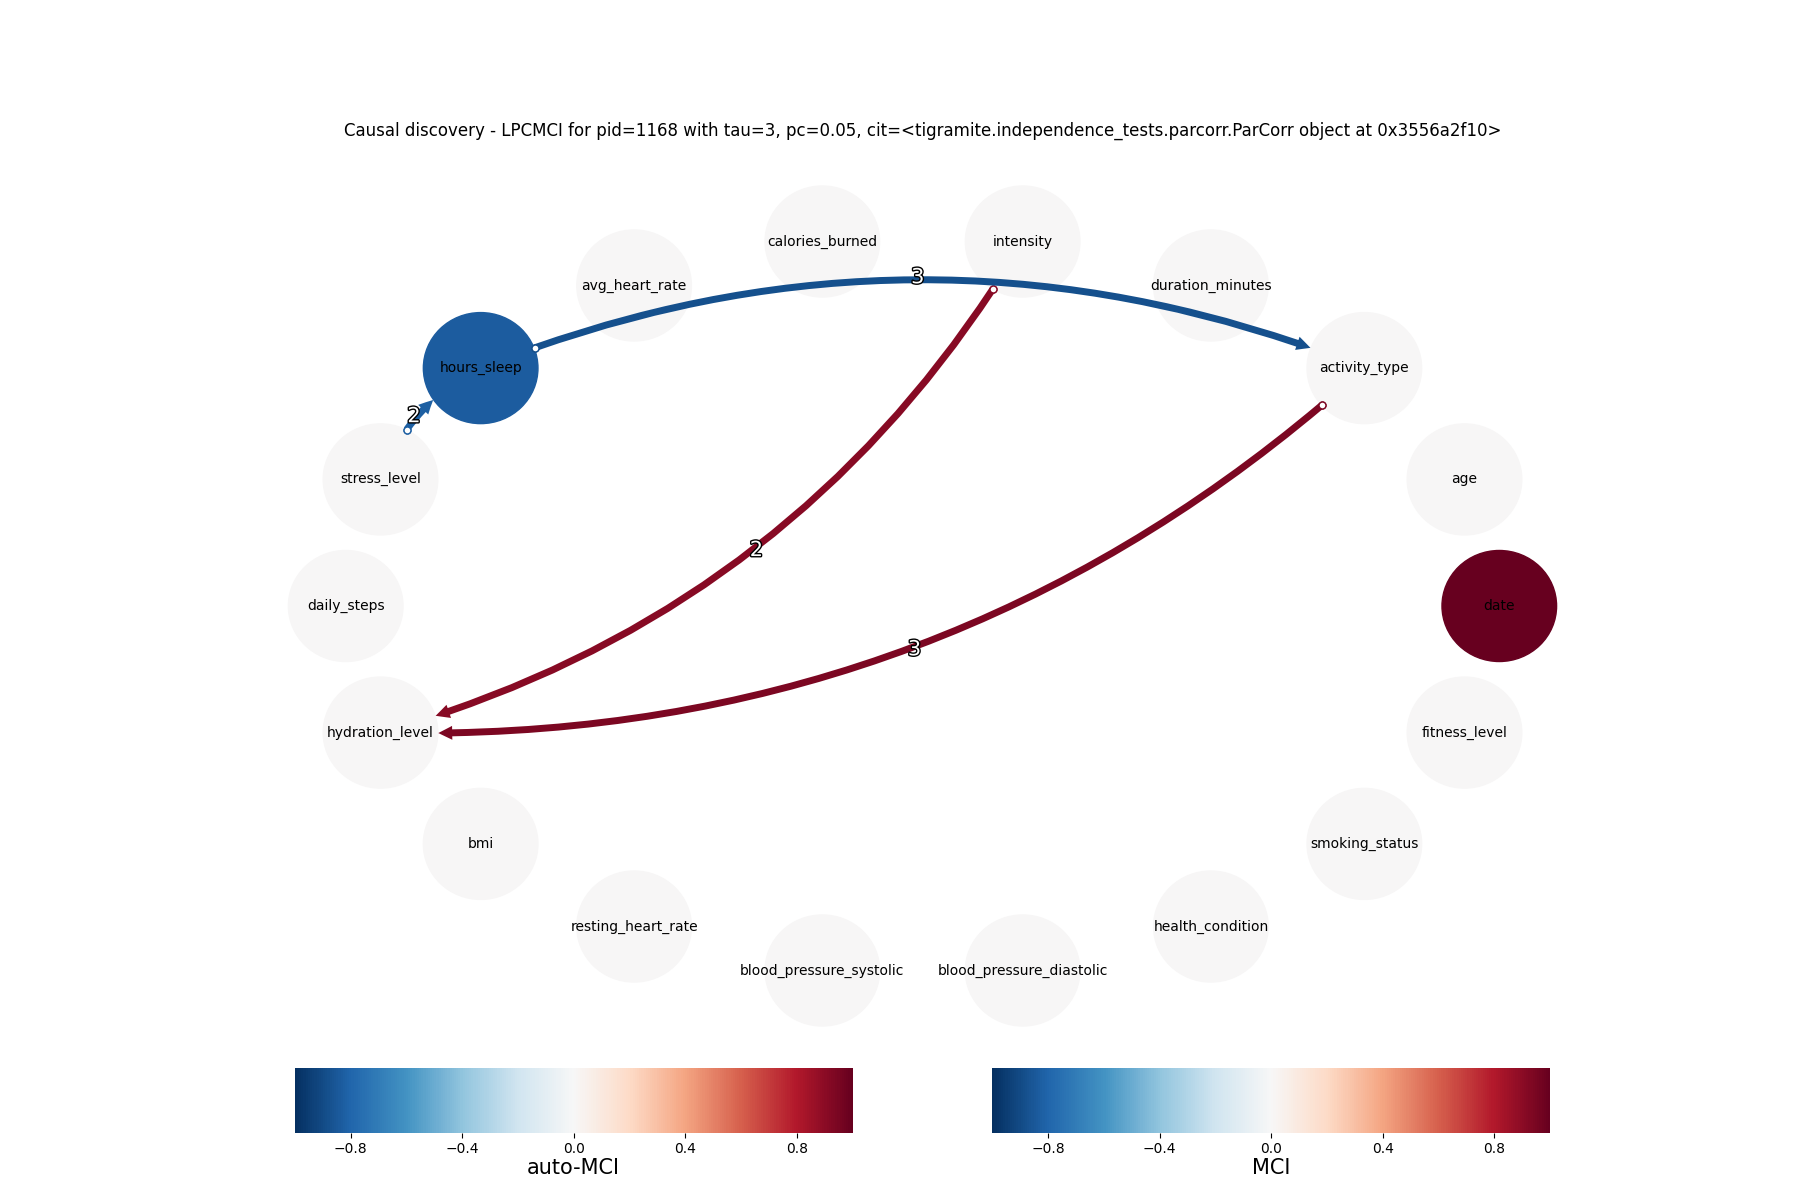 Causal discovery - LPCMCI for pid=1168 with tau=3, pc=0.05, cit=<tigramite.independence_tests.parcorr.ParCorr object at 0x3556a2f10>
calories_burned
intensity
avg_heart_rate
3
duration_minutes
hours_sleep
activity_type
2
stress_level
age
2
daily_steps
date
3
hydration_level
fitness_level
bmi
smoking_status
resting_heart_rate
health_condition
blood_pressure_systolic
blood_pressure_diastolic
−0.8 −0.4 0.0 0.4 0.8
auto-MCI
−0.8 −0.4 0.0 0.4 0.8
MCI